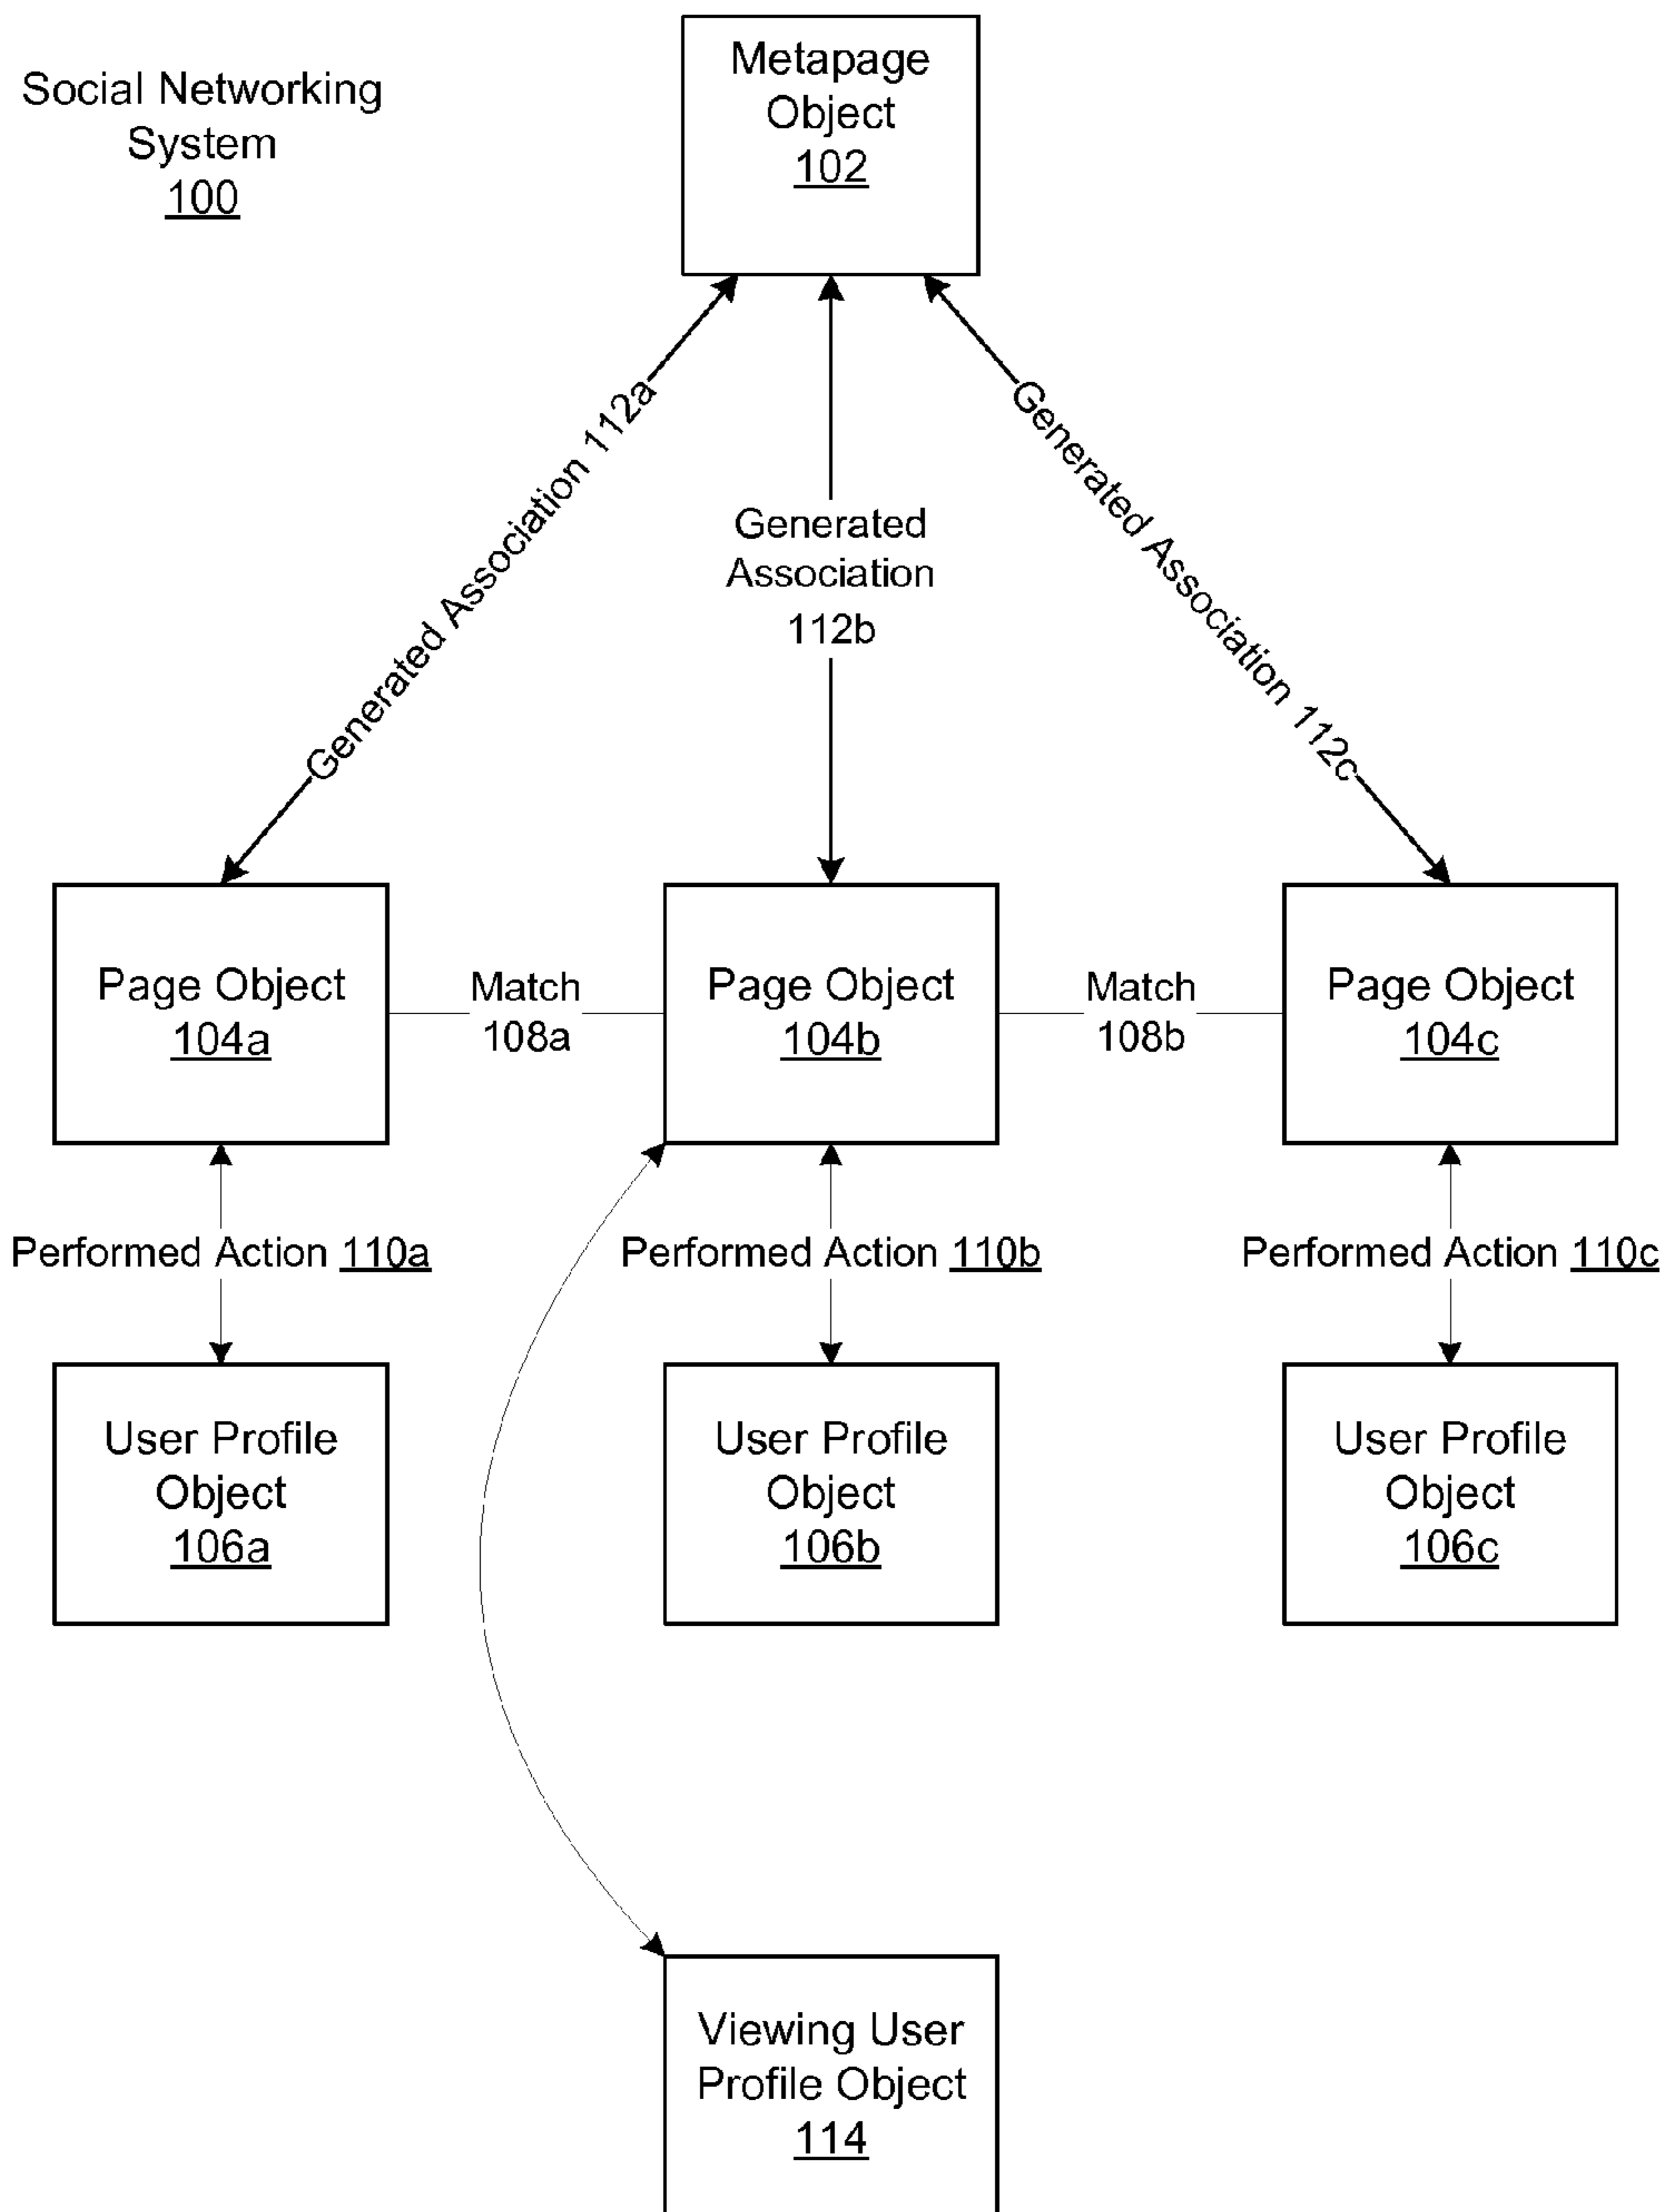 Social Networking
System
100
Metapage
Object
102
Generated Association 112a
Generated
Association
112b
Generated Association 112c
Page Object
104a
Match
108a
Page Object
104b
Match
108b
Page Object
104c
Performed Action 110a
Performed Action 110b
Performed Action 110c
User Profile
Object
106a
User Profile
Object
106b
User Profile
Object
106c
Viewing User
Profile Object
114